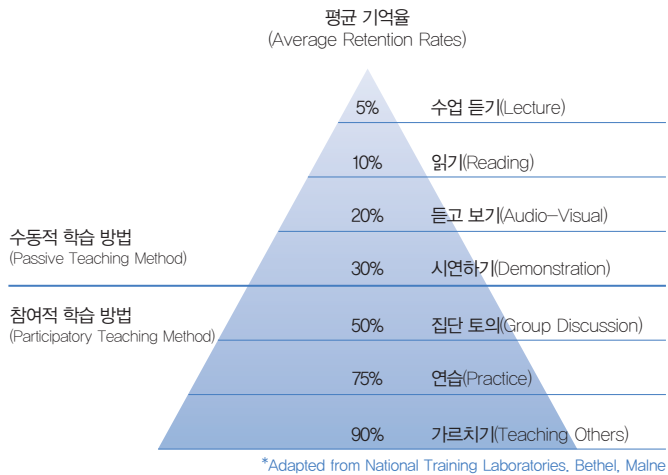 평균 기억율
(Average Retention Rates)
5% 수업 듣기(Lecture)
10% 읽기(Reading)
20% 듣고 보기(Audio-Visual)
수동적 학습 방법
(Passive Teaching Method)
30% 시연하기(Demonstration)
참여적 학습 방법
(Participatory Teaching Method)
50% 집단 토의(Group Discussion)
75% 연습(Practice)
90% 가르치기(Teaching Others)
*Adapted from National Training Laboratories, Bethel, Malne